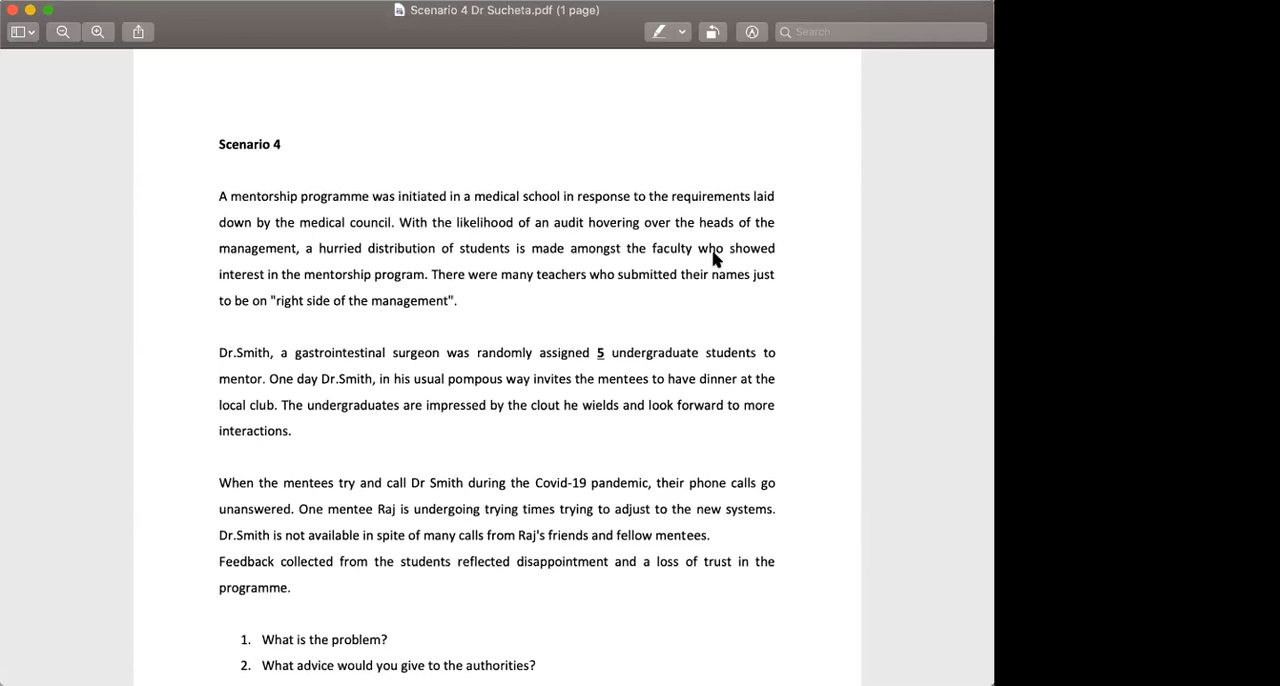 Scenario 4 Dr Sucheta.pdf (1 page)
Search
Scenario 4
A mentorship programme was initiated in a medical school in response to the requirements laid
down by the medical council. With the likelihood of an audit hovering over the heads of the
management, a hurried distribution of students is made amongst the faculty who showed
interest in the mentorship program. There were many teachers who submitted their names just
to be on "right side of the management".
Dr.Smith, a gastrointestinal surgeon was randomly assigned 5 undergraduate students to
mentor. One day Dr.Smith, in his usual pompous way invites the mentees to have dinner at the
local club. The undergraduates are impressed by the clout he wields and look forward to more
interactions.
When the mentees try and call Dr Smith during the Covid-19 pandemic, their phone calls go
unanswered. One mentee Raj is undergoing trying times trying to adjust to the new systems.
Dr.Smith is not available in spite of many calls from Raj's friends and fellow mentees.
Feedback collected from the students reflected disappointment and a loss of trust in the
programme.
1. What is the problem?
2. What advice would you give to the authorities?